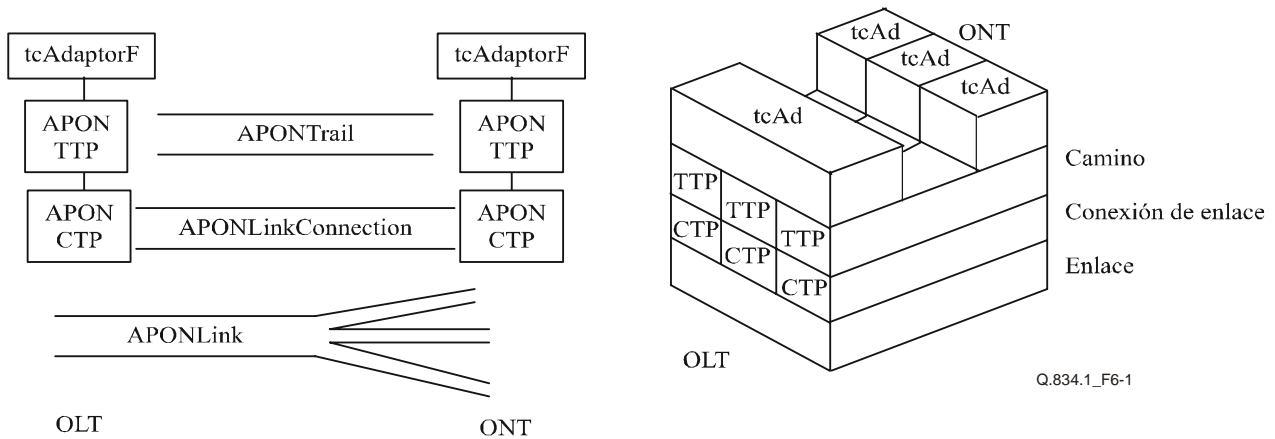 tcAdaptorF
tcAdaptorF
APON
TTP
APONTrail
APON
TTP
APON
CTP
APONLinkConnection
APON
CTP
APONLink
OLT
ONT
tcAd
ONT
tcAd
tcAd
tcAd
Camino
TTP
TTP
Conexión de enlace
CTP
TTP
CTP
Enlace
CTP
OLT
Q.834.1_F6-1